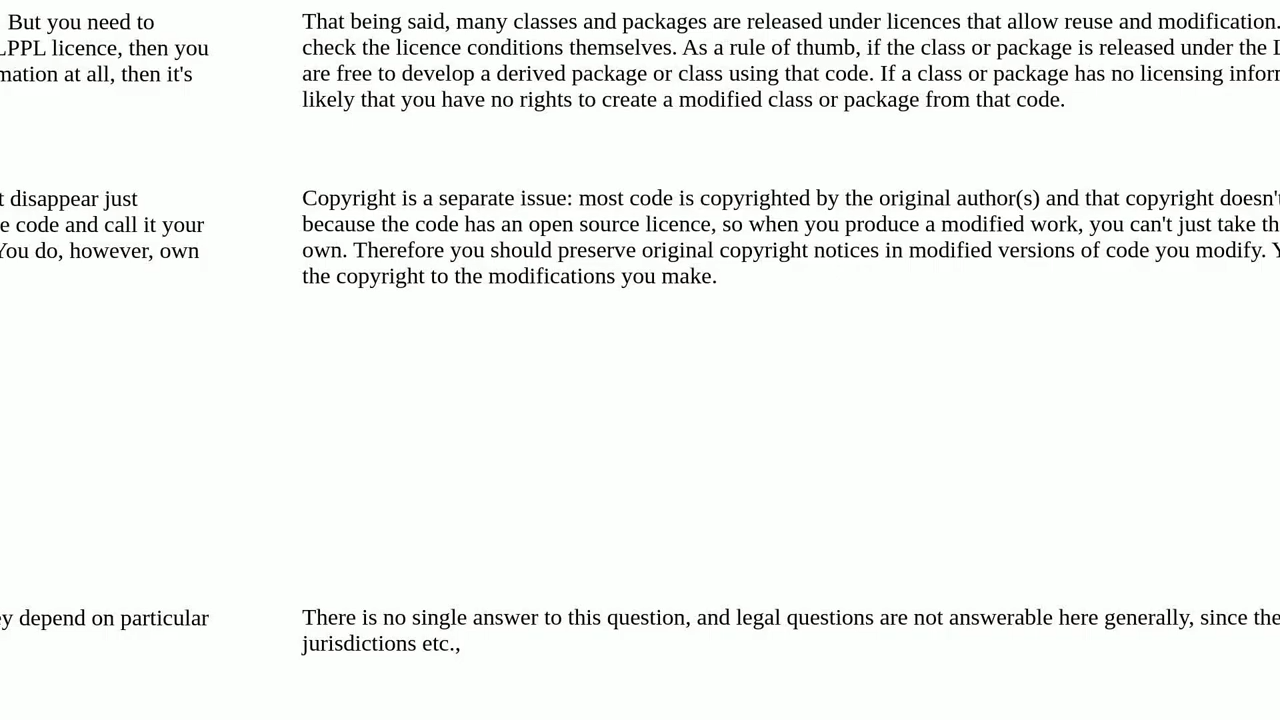 But you need to
LPPL licence, then you
mation at all, then it's
t disappear just
e code and call it your
You do, however, own
ey depend on particular
That being said, many classes and packages are released under licences that allow reuse and modification.
check the licence conditions themselves. As a rule of thumb, if the class or package is released under the
are free to develop a derived package or class using that code. If a class or package has no licensing infor
likely that you have no rights to create a modified class or package from that code.
Copyright is a separate issue: most code is copyrighted by the original author(s) and that copyright doesn't
because the code has an open source licence, so when you produce a modified work, you can't just take th
own. Therefore you should preserve original copyright notices in modified versions of code you modify.
the copyright to the modifications you make.
There is no single answer to this question, and legal questions are not answerable here generally, since the
jurisdictions etc.,